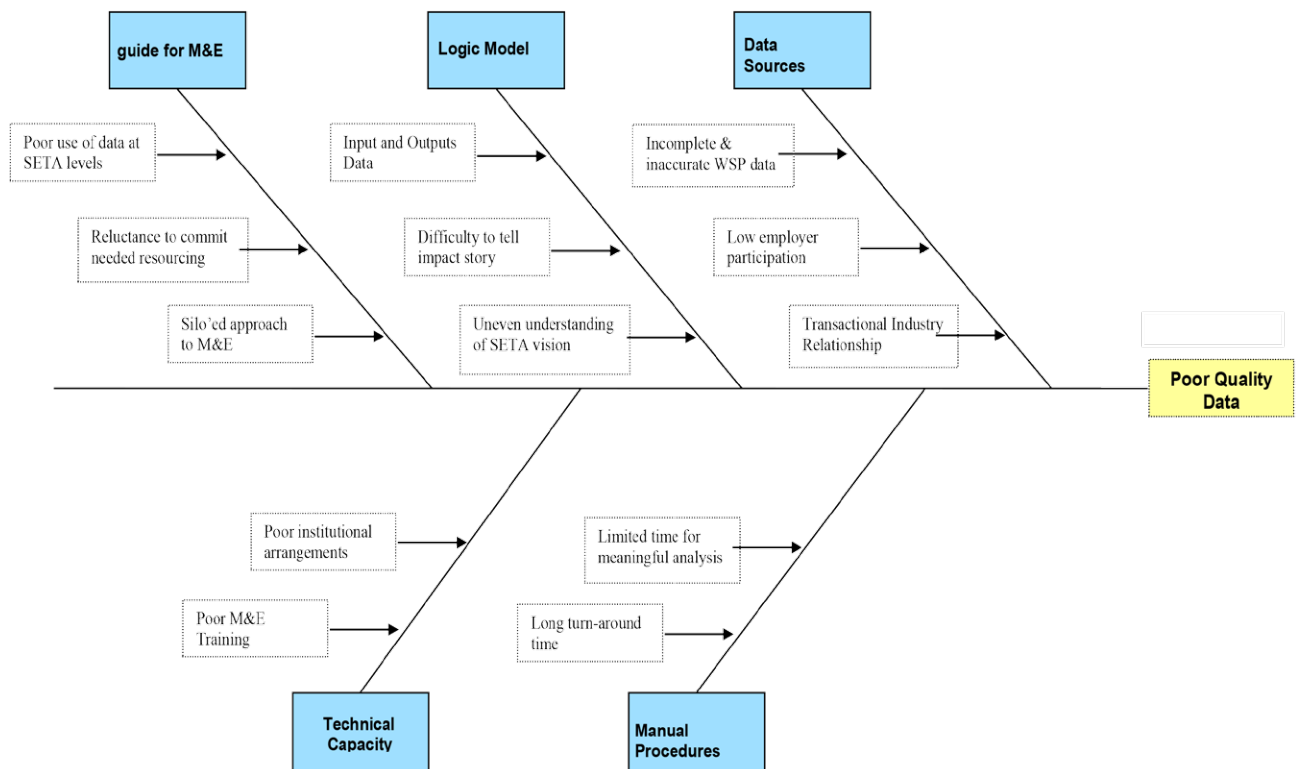 guide for M&E
Logic Model
Data
Sources
Poor use of data at
SETA levels
Input and Outputs
Data
Incomplete &
inaccurate WSP data
Reluctance to commit
needed resourcing
Difficulty to tell
impact story
Low employer
participation
Silo'ed approach
to M&E
Uneven understanding
of SETA vision
Transactional Industry
Relationship
Poor Quality
Data
Poor institutional
arrangements
Limited time for
meaningful analysis
Poor M&E
Training
Long turn-around
time
Technical
Capacity
Manual
Procedures